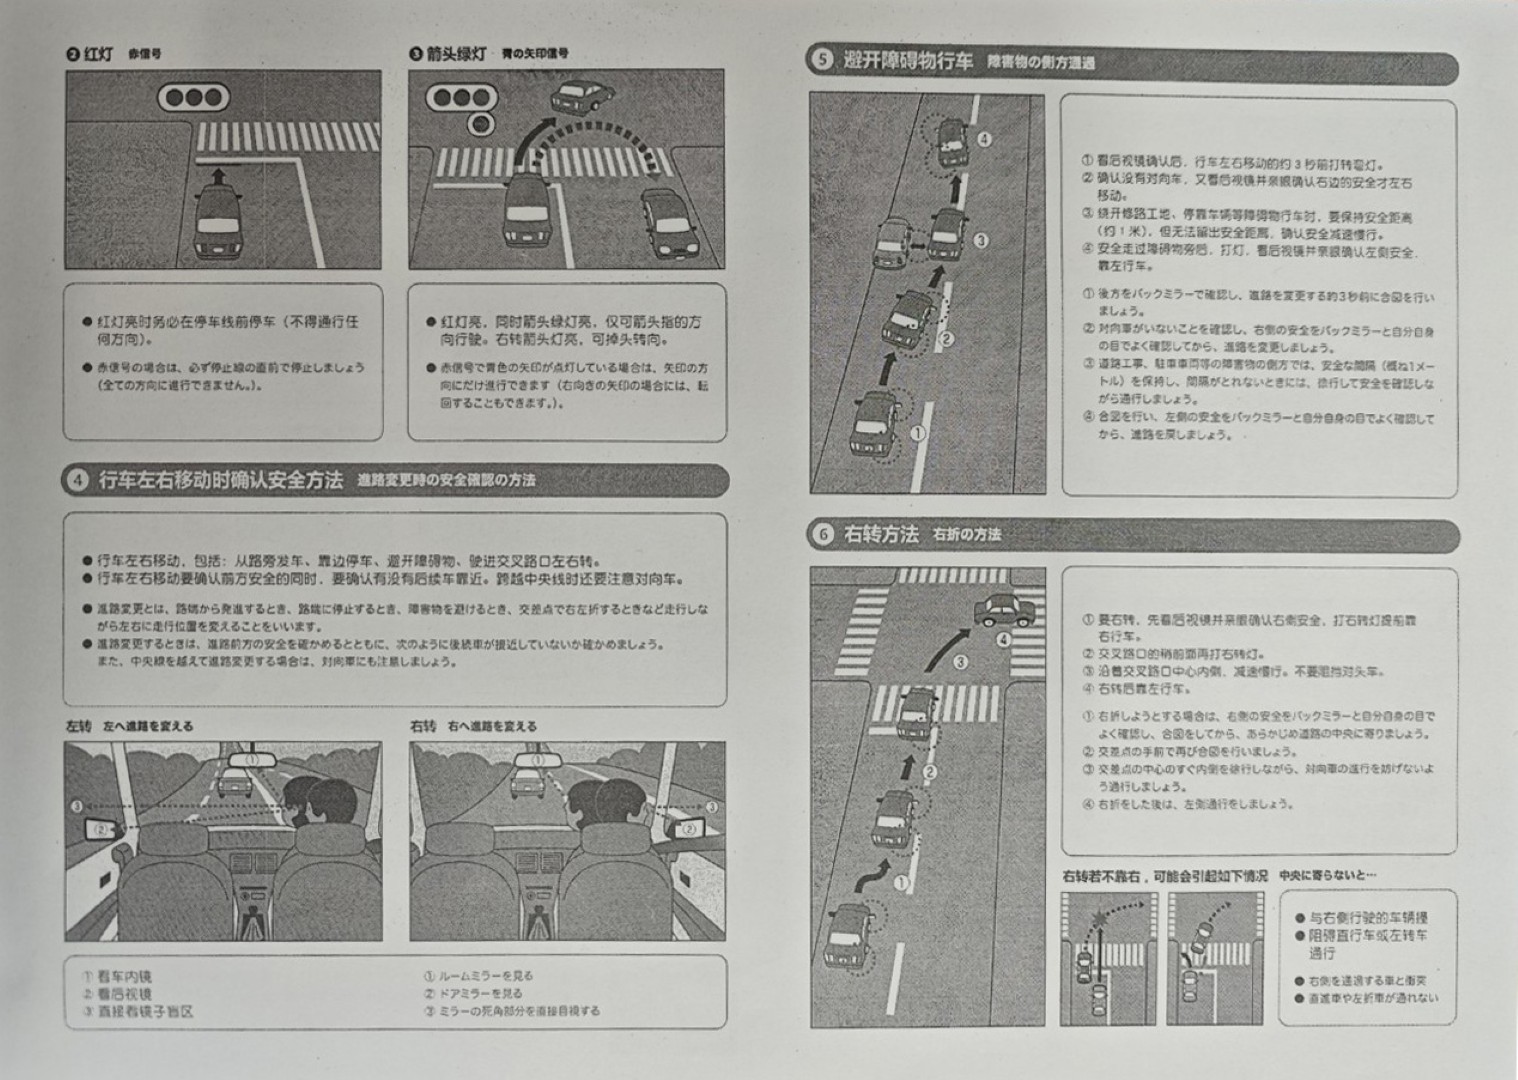 ❷ 红灯 赤信号
❸ 箭头绿灯 青の矢印信号
● 红灯亮时务必在停车线前停车（不得通行任
何方向）。
● 赤信号の場合は、必ず停止線の直前で停止しましょう
（全ての方向に進行できません。）。
● 红灯亮，同时箭头绿灯亮，仅可箭头指的方
向行驶。右转箭头灯亮，可掉头转向。
● 赤信号で青色の矢印が点灯している場合は、矢印の方
向にだけ進行できます（右向きの矢印の場合には、転
回することもできます。）。
4 行车左右移动时确认安全方法 進路変更時の安全確認の方法
● 行车左右移动，包括：从路旁发车、靠边停车、避开障碍物、驶进交叉路口左右转。
● 行车左右移动要确认前方安全的同时，要确认有没有后续车靠近。跨越中央线时还要注意对向车。
● 進路変更とは、路端から発進するとき、路端に停止するとき、障害物を避けるとき、交差点で右左折するときなど走行しな
がら左右に走行位置を変えることをいいます。
● 進路変更するときは、進路前方の安全を確かめるとともに、次のように後続車が接近していないか確かめましょう。
また、中央線を越えて進路変更する場合は、対向車にも注意しましょう。
左转 左へ進路を変える
右转 右へ進路を変える
①
②
③
①
②
③
① 看车内镜
② 看后视镜
③ 直接看镜子盲区
① ルームミラーを見る
② ドアミラーを見る
③ ミラーの死角部分を直接目視する
5 避开障碍物行车 障害物の側方通過
④
③
②
①
① 看后视镜确认后，行车左右移动的约3秒前打转弯灯。
② 确认没有对向车，又看后视镜并亲眼确认右边的安全才左右
移动。
③ 绕开修路工地、停靠车辆等障碍物行车时，要保持安全距离
（约1米），但无法留出安全距离，确认安全减速慢行。
④ 安全走过障碍物旁后，打灯，看后视镜并亲眼确认左侧安全，
靠左行车。
① 後方をバックミラーで確認し、進路を変更する約3秒前に合図を行い
ましょう。
② 対向車がいないことを確認し、右側の安全をバックミラーと自分自身
の目でよく確認してから、進路を変更しましょう。
③ 道路工事、駐車車両等の障害物の側方では、安全な間隔（概ね1メー
トル）を保持し、間隔がとれないときには、徐行して安全を確認しな
がら通行しましょう。
④ 合図を行い、左側の安全をバックミラーと自分自身の目でよく確認して
から、進路を戻しましょう。
6 右转方法 右折の方法
④
③
②
①
① 要右转，先看后视镜并亲眼确认右侧安全，打右转灯提前靠
右行车。
② 交叉路口的稍前面再打右转灯。
③ 沿着交叉路口中心内侧，减速慢行。不要阻挡对头车。
④ 右转后靠左行车。
① 右折しようとする場合は、右側の安全をバックミラーと自分自身の目で
よく確認し、合図をしてから、あらかじめ道路の中央に寄りましょう。
② 交差点の手前で再び合図を行いましょう。
③ 交差点の中心のすぐ内側を徐行しながら、対向車の進行を妨げないよ
う通行しましょう。
④ 右折をした後は、左側通行をしましょう。
右转若不靠右，可能会引起如下情况 中央に寄らないと…
● 与右侧行驶的车辆撞
● 阻碍直行车或左转车
通行
● 右側を通過する車と衝突
● 直進車や左折車が通れない